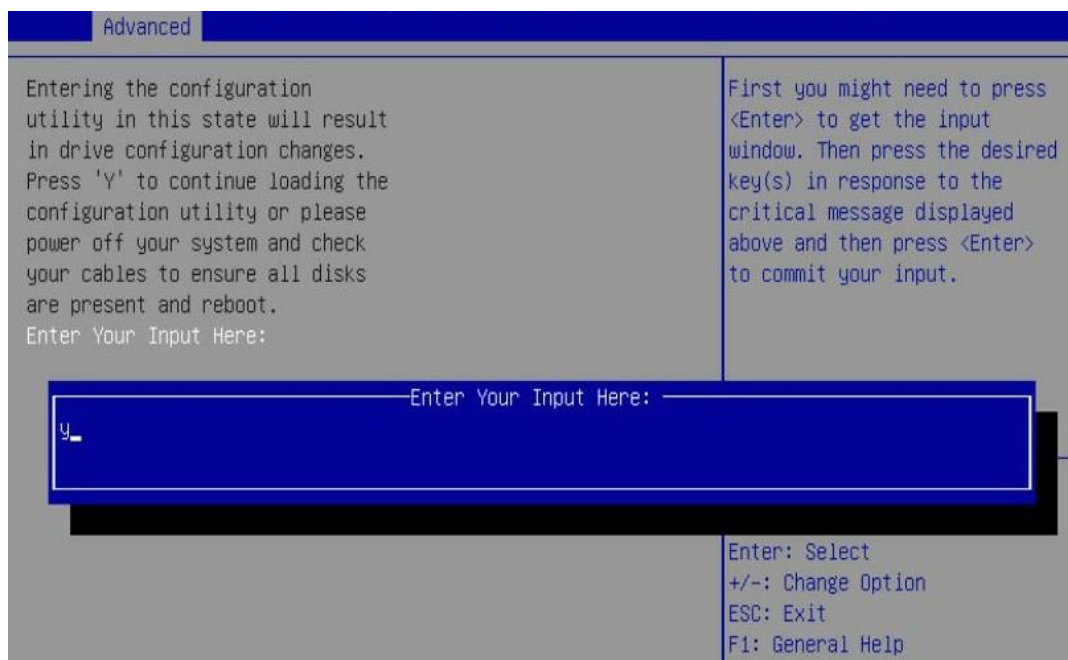 Advanced
Entering the configuration
utility in this state will result
in drive configuration changes.
Press 'Y' to continue loading the
configuration utility or please
power off your system and check
your cables to ensure all disks
are present and reboot.
Enter Your Input Here:
First you might need to press
<Enter> to get the input
window. Then press the desired
key(s) in response to the
critical message displayed
above and then press <Enter>
to commit your input.
Enter Your Input Here:
y_
Enter: Select
+/-: Change Option
ESC: Exit
F1: General Help